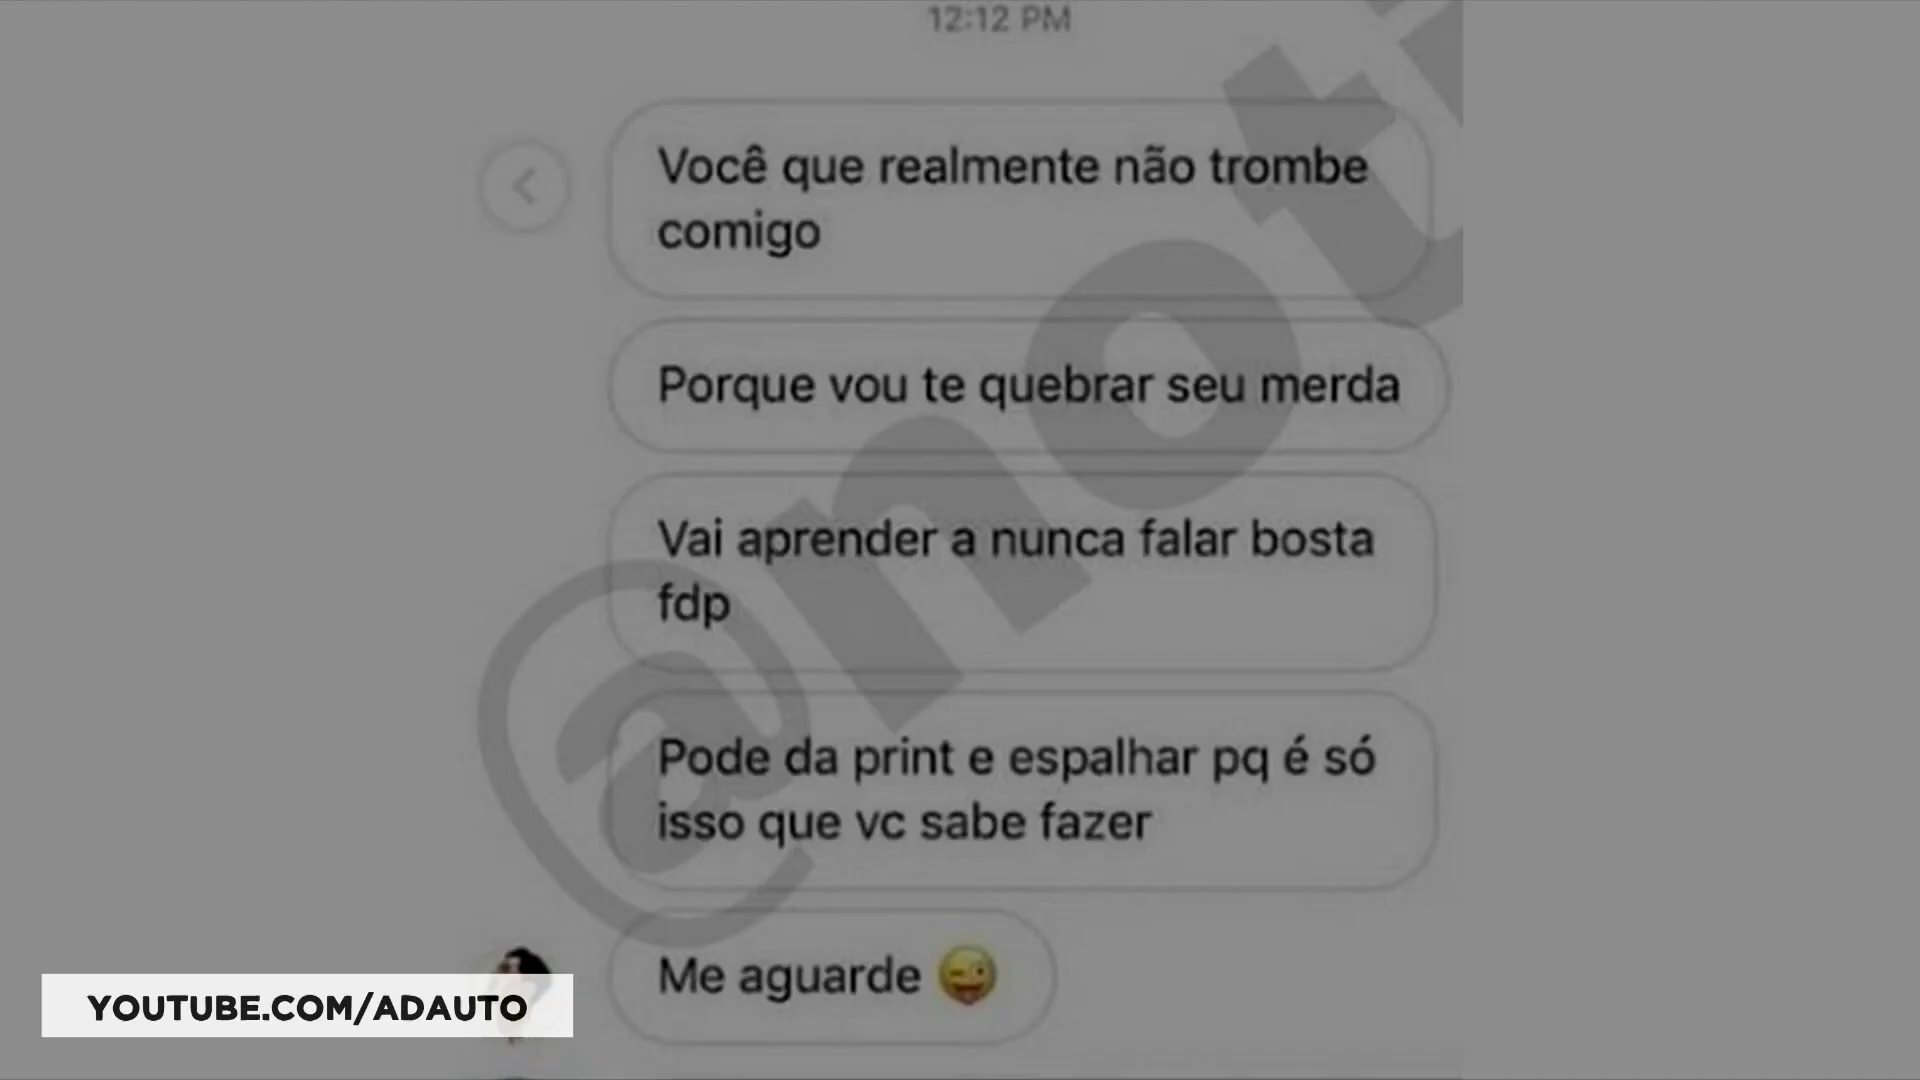 12:12 PM
Você que realmente não trombe
comigo
Porque vou te quebrar seu merda
Vai aprender a nunca falar bosta
fdp
Pode da print e espalhar pq é só
isso que vc sabe fazer
Me aguarde 😜
YOUTUBE.COM/ADAUTO
@noti